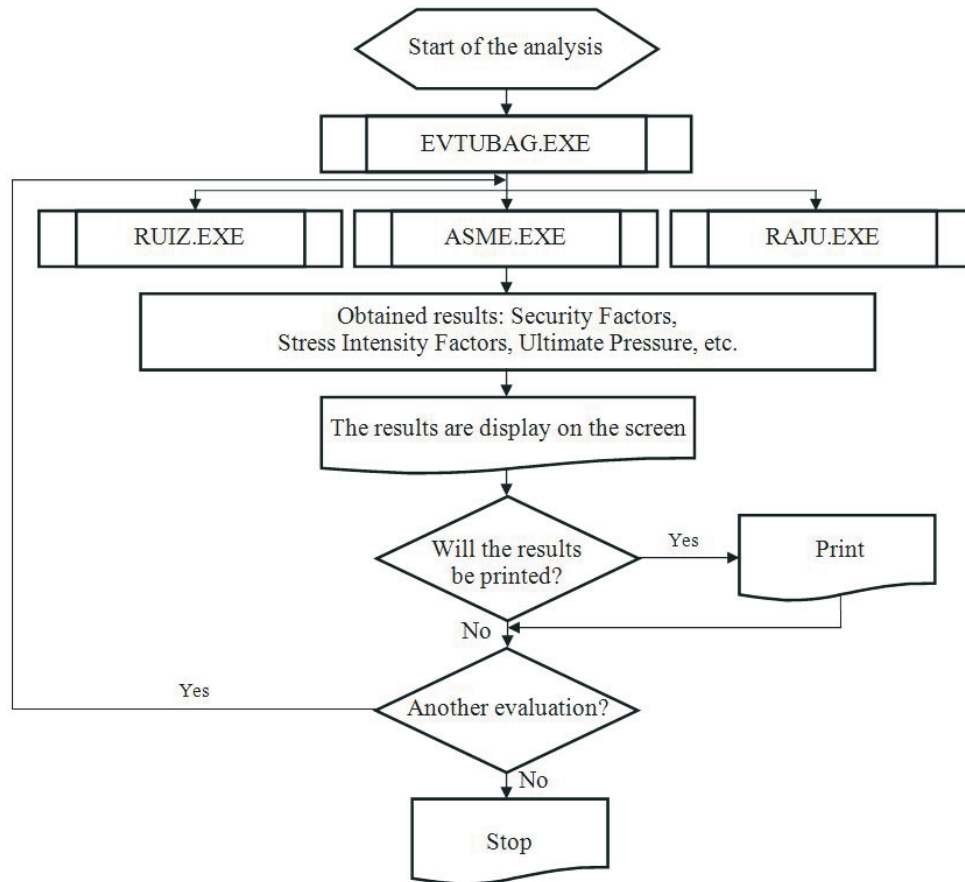 Start of the analysis
EVTUBAG.EXE
RUIZ.EXE
ASME.EXE
RAJU.EXE
Obtained results: Security Factors,
Stress Intensity Factors, Ultimate Pressure, etc.
The results are display on the screen
Will the results
be printed?
Yes
Print
No
Another evaluation?
Yes
No
Stop